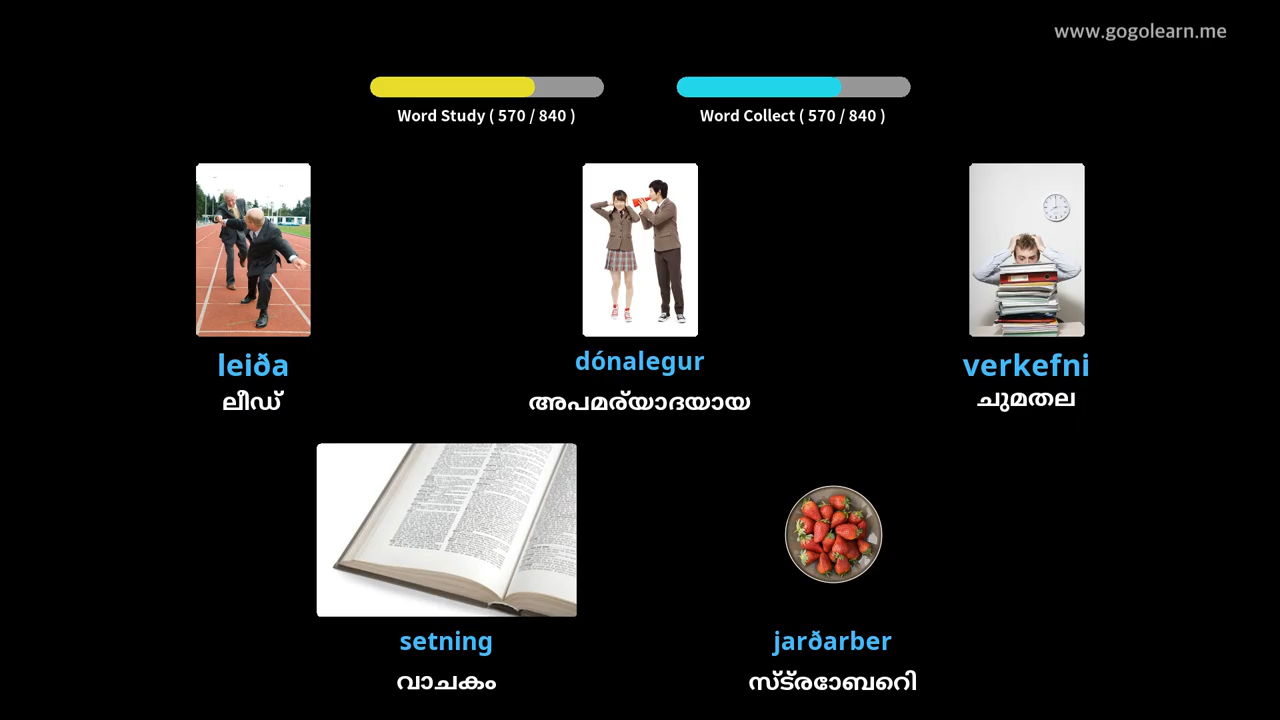 www.gogolearn.me
Word Study ( 570 / 840 )
Word Collect ( 570 / 840 )
leiða
ലീഡ്
dónalegur
അപമര്യാദയായ
verkefni
ചുമതല
setning
വാചകം
jarðarber
സ്ട്രോബെറി